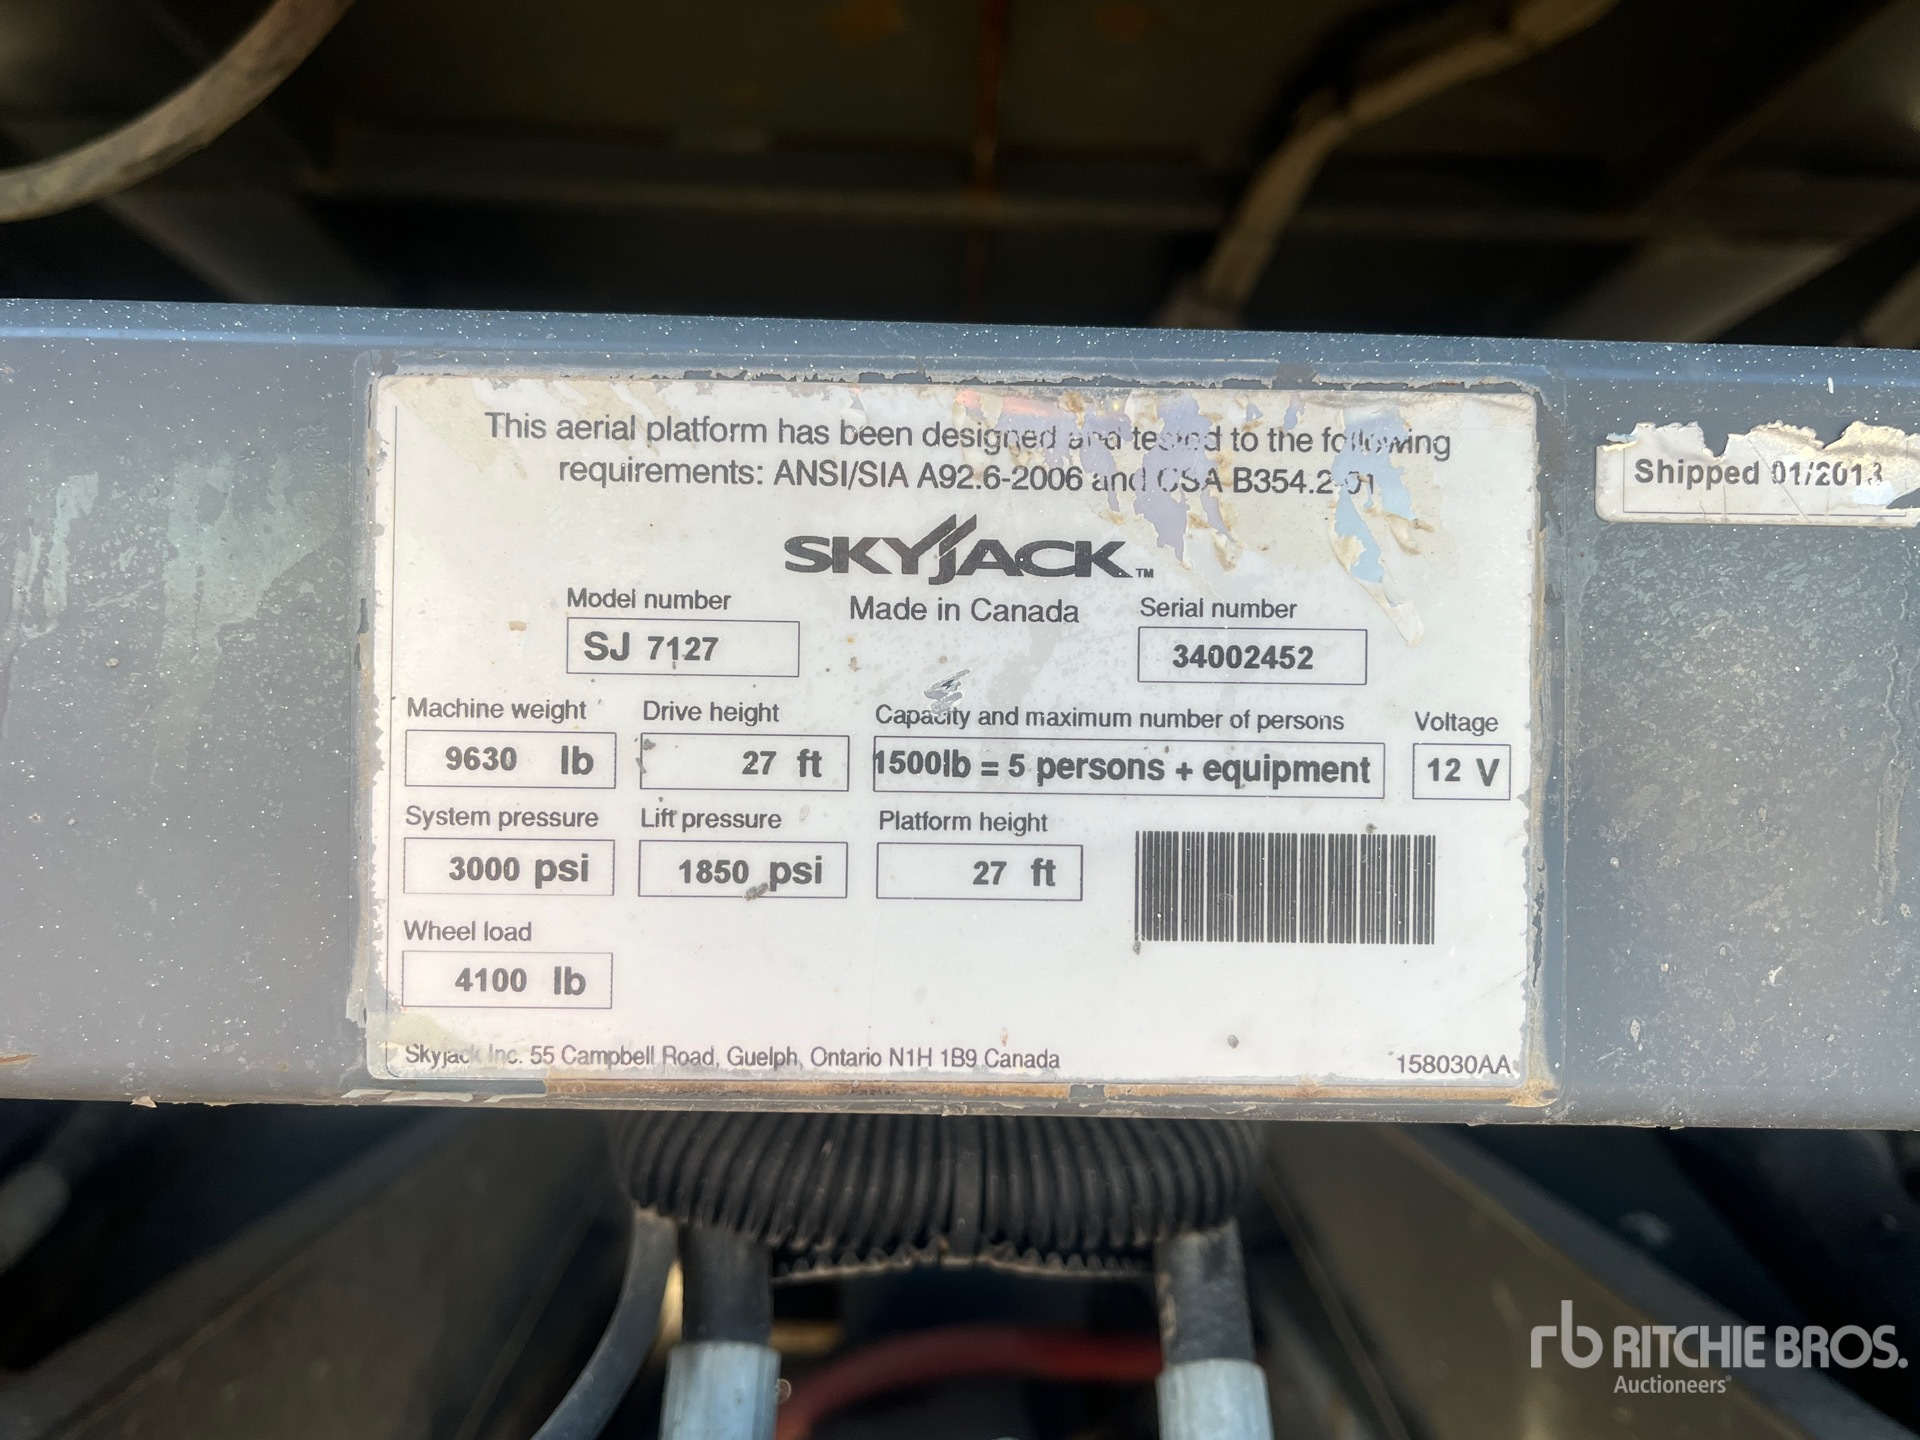 This aerial platform has been designed and tested to the following
requirements: ANSI/SIA A92.6-2006 and CSA B354.2-01
Shipped 01/2013
SKYJACK™
Made in Canada
Model number
SJ 7127
Serial number
34002452
Machine weight
9630 lb
Drive height
27 ft
Capacity and maximum number of persons
1500lb = 5 persons + equipment
Voltage
12 V
System pressure
3000 psi
Lift pressure
1850 psi
Platform height
27 ft
Wheel load
4100 lb
Skyjack Inc. 55 Campbell Road, Guelph, Ontario N1H 1B9 Canada
158030AA
rb RITCHIE BROS.
Auctioneers®